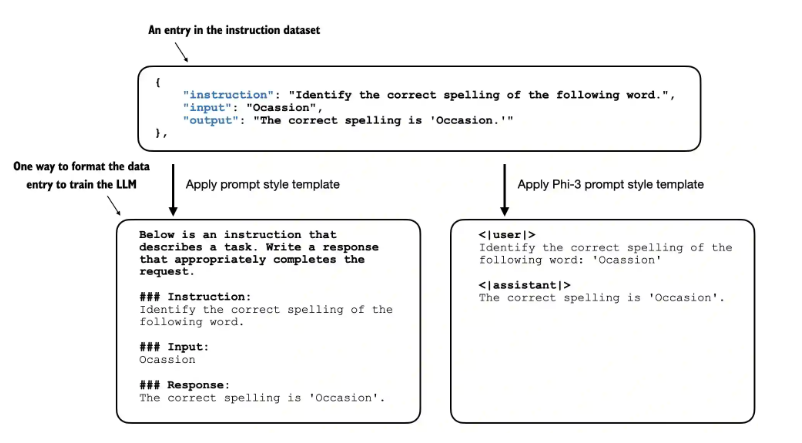 An entry in the instruction dataset
{
"instruction": "Identify the correct spelling of the following word.",
"input": "Ocassion",
"output": "The correct spelling is 'Occasion.'"
},
One way to format the data
entry to train the LLM
Apply prompt style template
Apply Phi-3 prompt style template
Below is an instruction that
describes a task. Write a response
that appropriately completes the
request.
### Instruction:
Identify the correct spelling of the
following word.
### Input:
Ocassion
### Response:
The correct spelling is 'Occasion'.
<|user|>
Identify the correct spelling of the
following word: 'Ocassion'
<|assistant|>
The correct spelling is 'Occasion'.